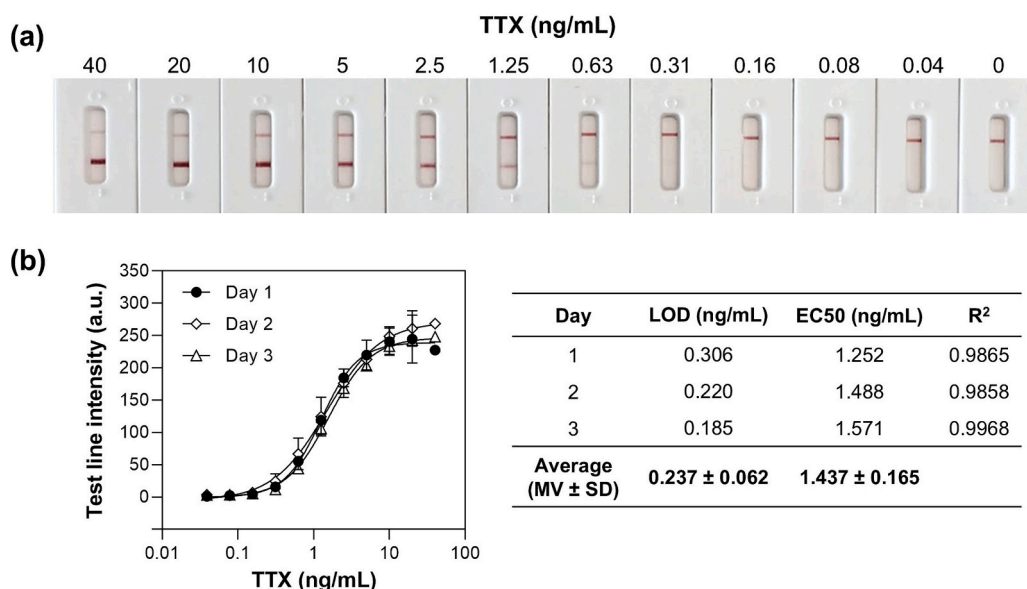 (a)
TTX (ng/mL)
40 20 10 5 2.5 1.25 0.63 0.31 0.16 0.08 0.04 0
(b)
Test line intensity (a.u.)
350
300
250
200
150
100
50
0
Day 1
Day 2
Day 3
0.01 0.1 1 10 100
TTX (ng/mL)
Day LOD (ng/mL) EC50 (ng/mL) R²
1 0.306 1.252 0.9865
2 0.220 1.488 0.9858
3 0.185 1.571 0.9968
Average
(MV ± SD) 0.237 ± 0.062 1.437 ± 0.165